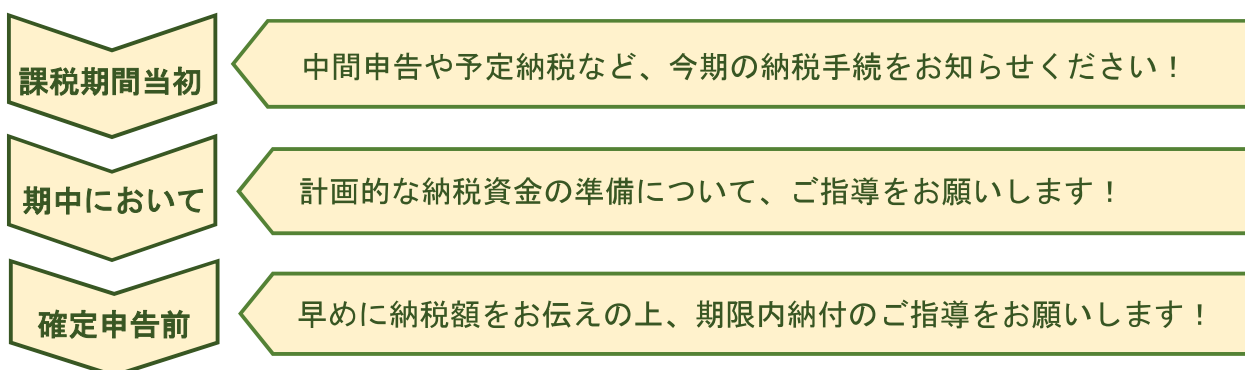 課税期間当初
中間申告や予定納税など、今期の納税手続をお知らせください！
期中において
計画的な納税資金の準備について、ご指導をお願いします！
確定申告前
早めに納税額をお伝えの上、期限内納付のご指導をお願いします！